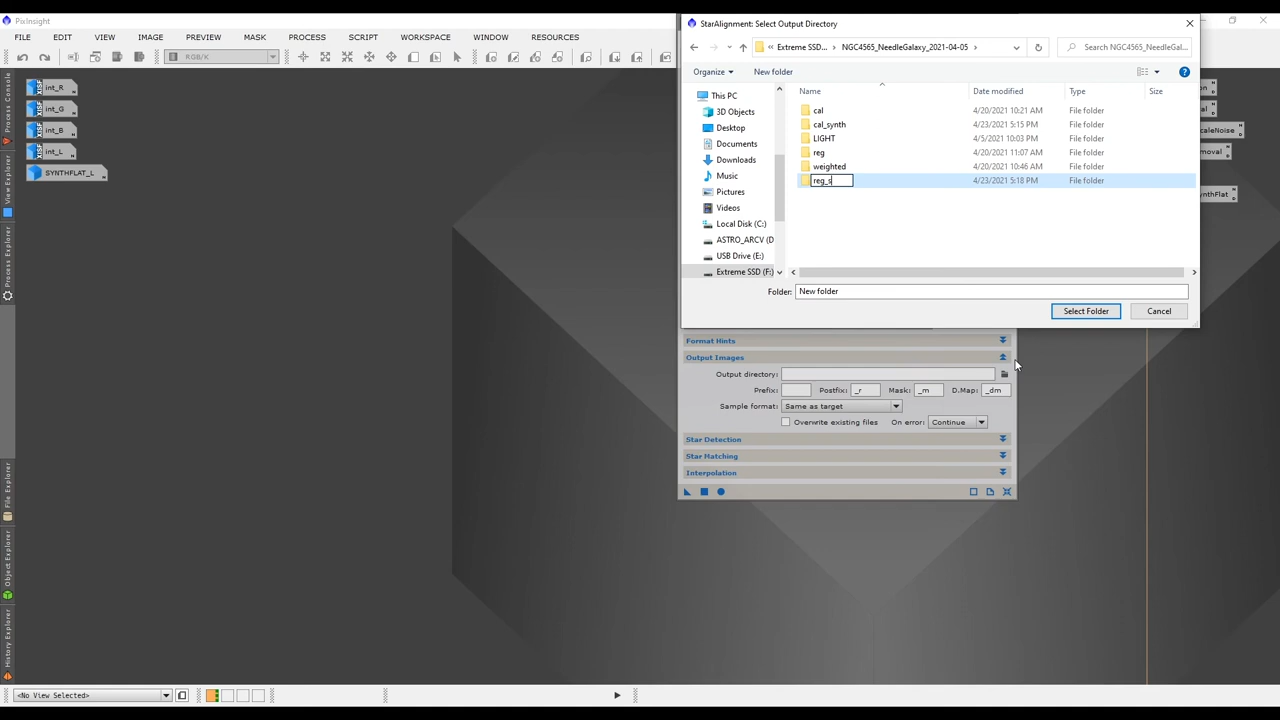 PixInsight
FILE EDIT VIEW IMAGE PREVIEW MASK PROCESS SCRIPT WORKSPACE WINDOW RESOURCES
RGB/K
int_R
int_G
int_B
int_L
SYNTHFLAT_L
Process Console
View Explorer
Process Explorer
File Explorer
Object Explorer
History Explorer
StarAlignment: Select Output Directory
« Extreme SSD... › NGC4565_NeedleGalaxy_2021-04-05 ›
Search NGC4565_NeedleGal...
Organize New folder
Name Date modified Type Size
cal 4/20/2021 10:21 AM File folder
cal_synth 4/23/2021 5:15 PM File folder
LIGHT 4/5/2021 10:03 PM File folder
reg 4/20/2021 11:07 AM File folder
weighted 4/20/2021 10:46 AM File folder
reg_s 4/23/2021 5:18 PM File folder
This PC
3D Objects
Desktop
Documents
Downloads
Music
Pictures
Videos
Local Disk (C:)
ASTRO_ARCV (D
USB Drive (E:)
Extreme SSD (F:)
Folder: New folder
Select Folder Cancel
caleNoise
moval
ynthFlat
Format Hints
Output Images
Output directory:
Prefix: Postfix: _r Mask: _m D.Map: _dm
Sample format: Same as target
Overwrite existing files On error: Continue
Star Detection
Star Matching
Interpolation
<No View Selected>